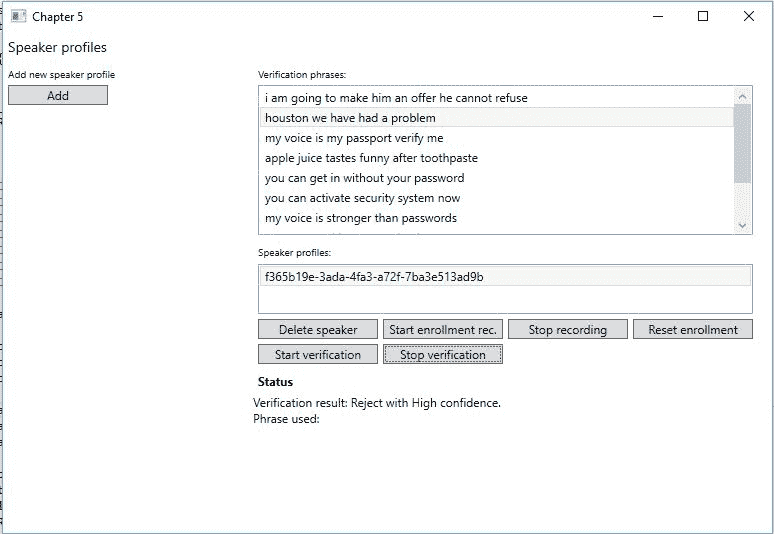 Chapter 5
Speaker profiles
Add new speaker profile
Add
Verification phrases:
i am going to make him an offer he cannot refuse
houston we have had a problem
my voice is my passport verify me
apple juice tastes funny after toothpaste
you can get in without your password
you can activate security system now
my voice is stronger than passwords
Speaker profiles:
f365b19e-3ada-4fa3-a72f-7ba3e513ad9b
Delete speaker
Start enrollment rec.
Stop recording
Reset enrollment
Start verification
Stop verification
Status
Verification result: Reject with High confidence.
Phrase used: